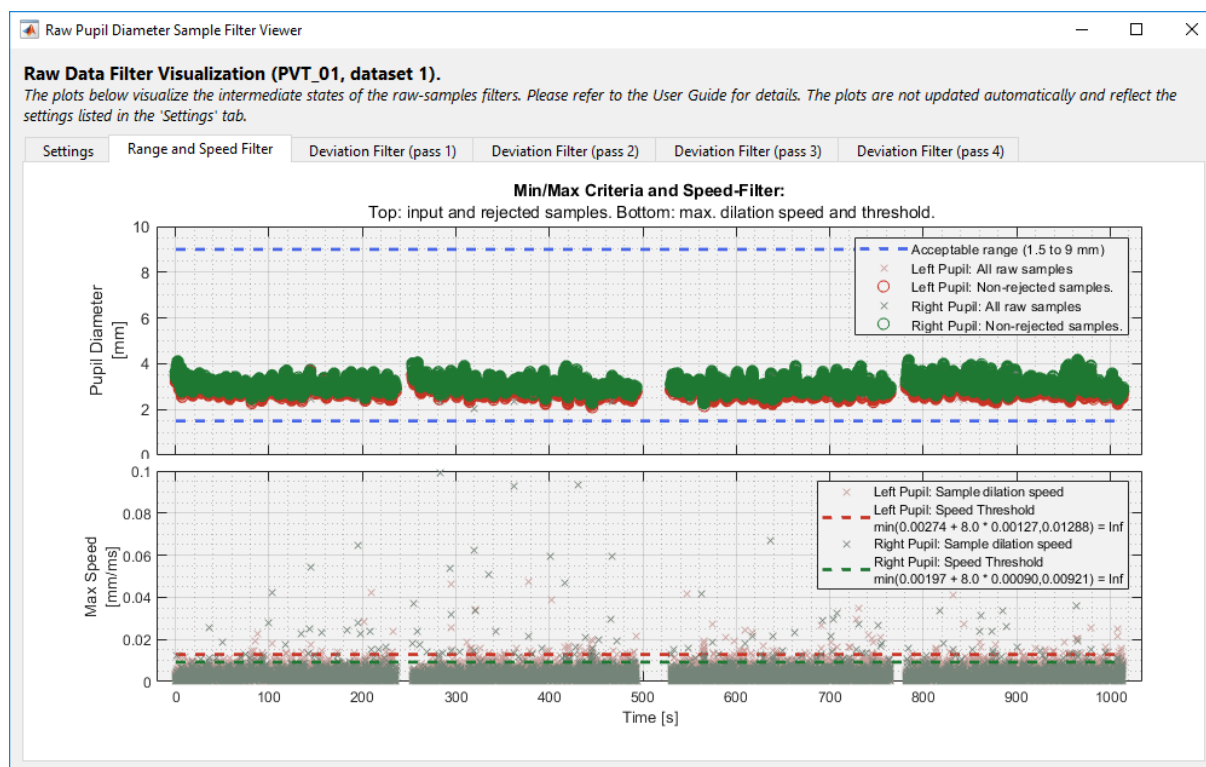 Raw Pupil Diameter Sample Filter Viewer
Raw Data Filter Visualization (PVT_01, dataset 1).
The plots below visualize the intermediate states of the raw-samples filters. Please refer to the User Guide for details. The plots are not updated automatically and reflect the
settings listed in the 'Settings' tab.
Settings
Range and Speed Filter
Deviation Filter (pass 1)
Deviation Filter (pass 2)
Deviation Filter (pass 3)
Deviation Filter (pass 4)
Min/Max Criteria and Speed-Filter:
Top: input and rejected samples. Bottom: max. dilation speed and threshold.
Pupil Diameter
[mm]
10
8
6
4
2
0
Acceptable range (1.5 to 9 mm)
Left Pupil: All raw samples
Left Pupil: Non-rejected samples.
Right Pupil: All raw samples
Right Pupil: Non-rejected samples.
Max Speed
[mm/ms]
0.1
0.08
0.06
0.04
0.02
0
Left Pupil: Sample dilation speed
Left Pupil: Speed Threshold
min(0.00274 + 8.0 * 0.00127,0.01288) = Inf
Right Pupil: Sample dilation speed
Right Pupil: Speed Threshold
min(0.00197 + 8.0 * 0.00090,0.00921) = Inf
0 100 200 300 400 500 600 700 800 900 1000
Time [s]